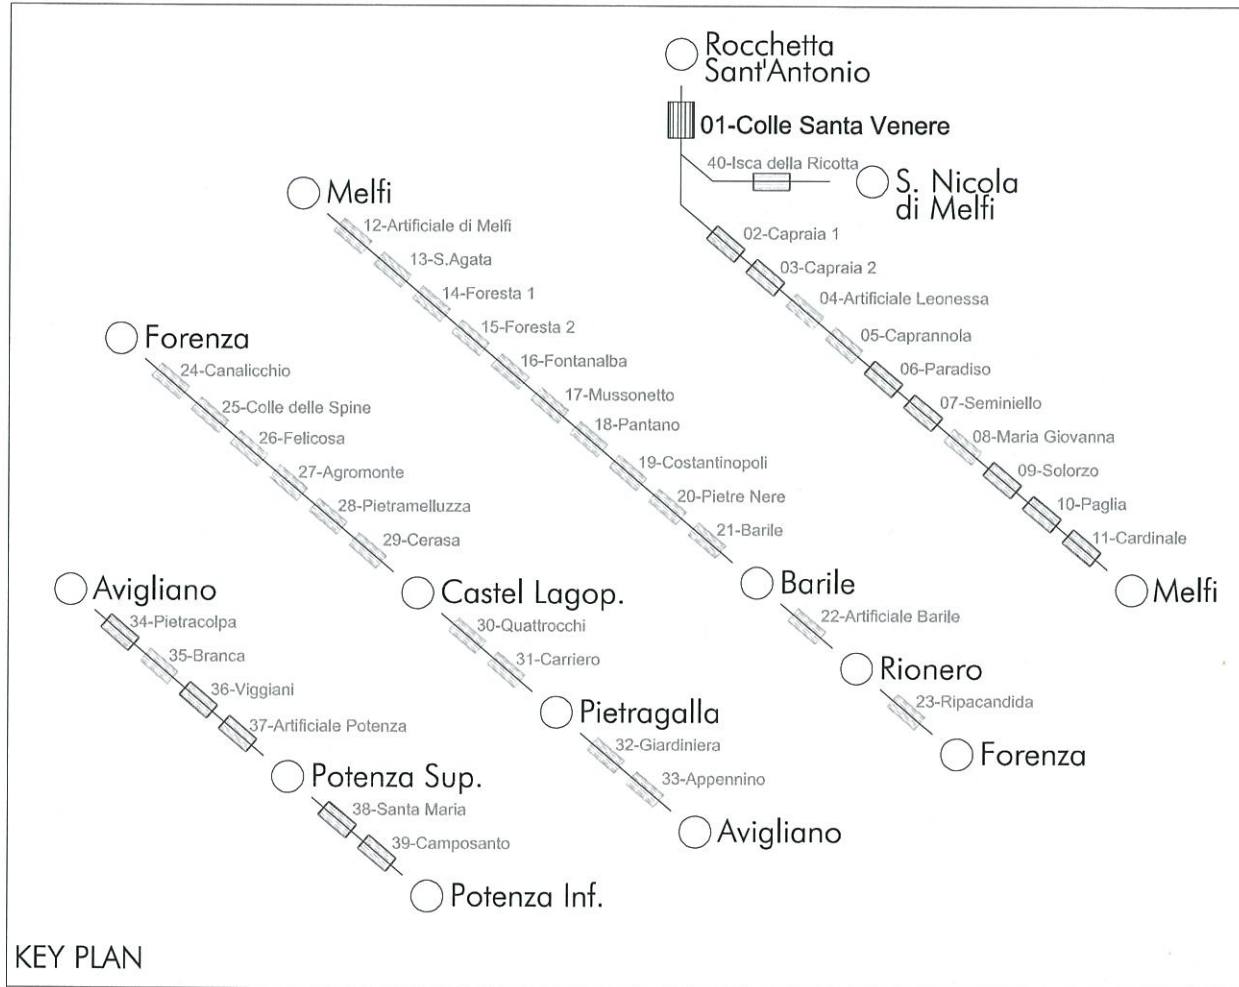 Rocchetta
Sant'Antonio
01-Colle Santa Venere
40-Isca della Ricotta
S. Nicola
di Melfi
02-Capraia 1
03-Capraia 2
04-Artificiale Leonessa
05-Caprannola
06-Paradiso
07-Seminiello
08-Maria Giovanna
09-Solorzo
10-Paglia
11-Cardinale
Melfi
Melfi
12-Artificiale di Melfi
13-S.Agata
14-Foresta 1
15-Foresta 2
16-Fontanalba
17-Mussonetto
18-Pantano
19-Costantinopoli
20-Pietre Nere
21-Barile
Barile
22-Artificiale Barile
Rionero
23-Ripacandida
Forenza
Forenza
24-Canalicchio
25-Colle delle Spine
26-Felicosa
27-Agromonte
28-Pietramelluzza
29-Cerasa
Castel Lagop.
30-Quattrocchi
31-Carriero
Pietragalla
32-Giardiniera
33-Appennino
Avigliano
Avigliano
34-Pietracolpa
35-Branca
36-Viggiani
37-Artificiale Potenza
Potenza Sup.
38-Santa Maria
39-Camposanto
Potenza Inf.
KEY PLAN